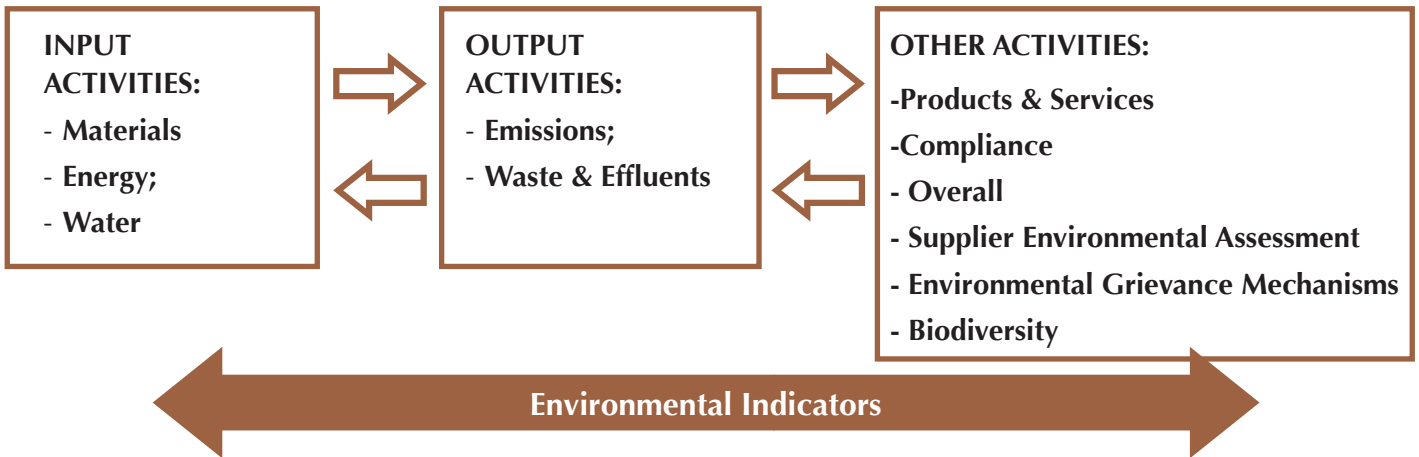 INPUT
ACTIVITIES:
- Materials
- Energy;
- Water
OUTPUT
ACTIVITIES:
- Emissions;
- Waste & Effluents
OTHER ACTIVITIES:
-Products & Services
-Compliance
- Overall
- Supplier Environmental Assessment
- Environmental Grievance Mechanisms
- Biodiversity
Environmental Indicators